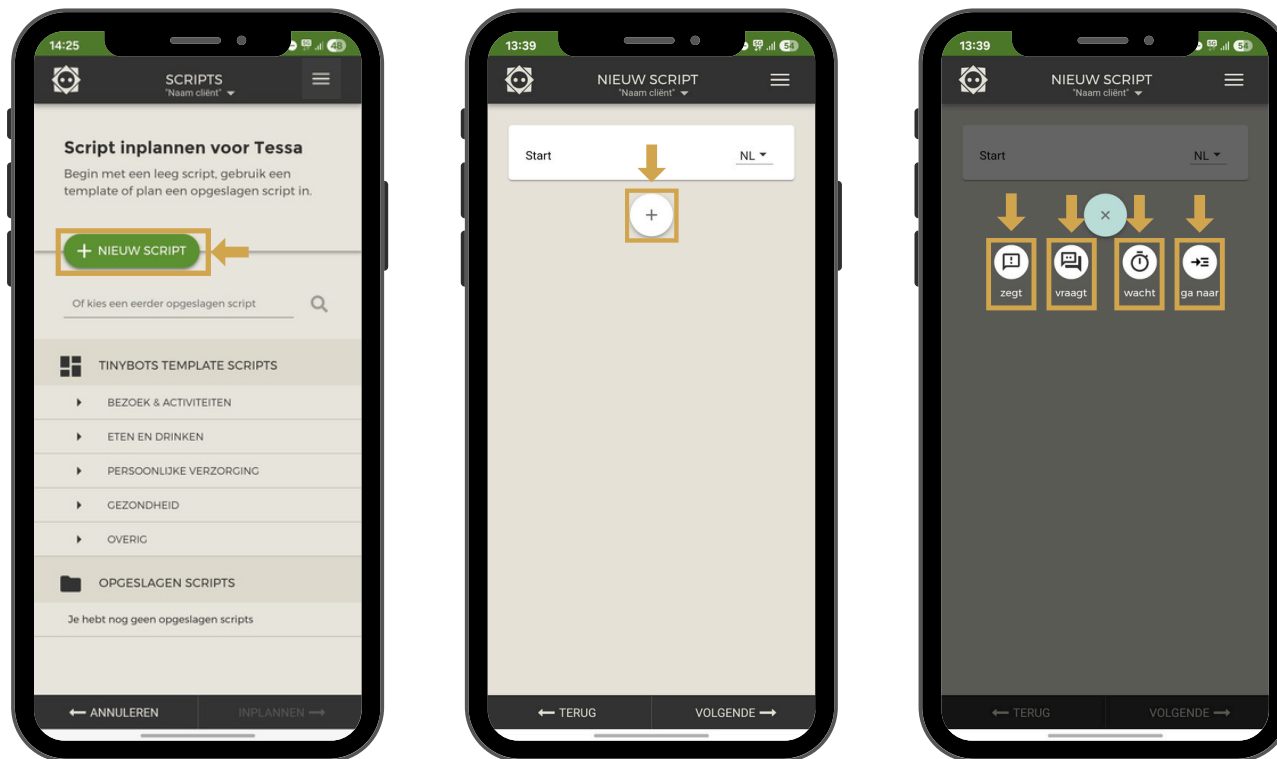 14:25
48
SCRIPTS
"Naam cliënt"
Script inplannen voor Tessa
Begin met een leeg script, gebruik een
template of plan een opgeslagen script in.
+ NIEUW SCRIPT
Of kies een eerder opgeslagen script
TINYBOTS TEMPLATE SCRIPTS
BEZOEK & ACTIVITEITEN
ETEN EN DRINKEN
PERSOONLIJKE VERZORGING
GEZONDHEID
OVERIG
OPGESLAGEN SCRIPTS
Je hebt nog geen opgeslagen scripts
ANNULEREN
INPLANNEN
13:39
54
NIEUW SCRIPT
"Naam cliënt"
Start
NL
+
TERUG
VOLGENDE
13:39
54
NIEUW SCRIPT
"Naam cliënt"
Start
NL
×
zegt
vraagt
wacht
ga naar
TERUG
VOLGENDE